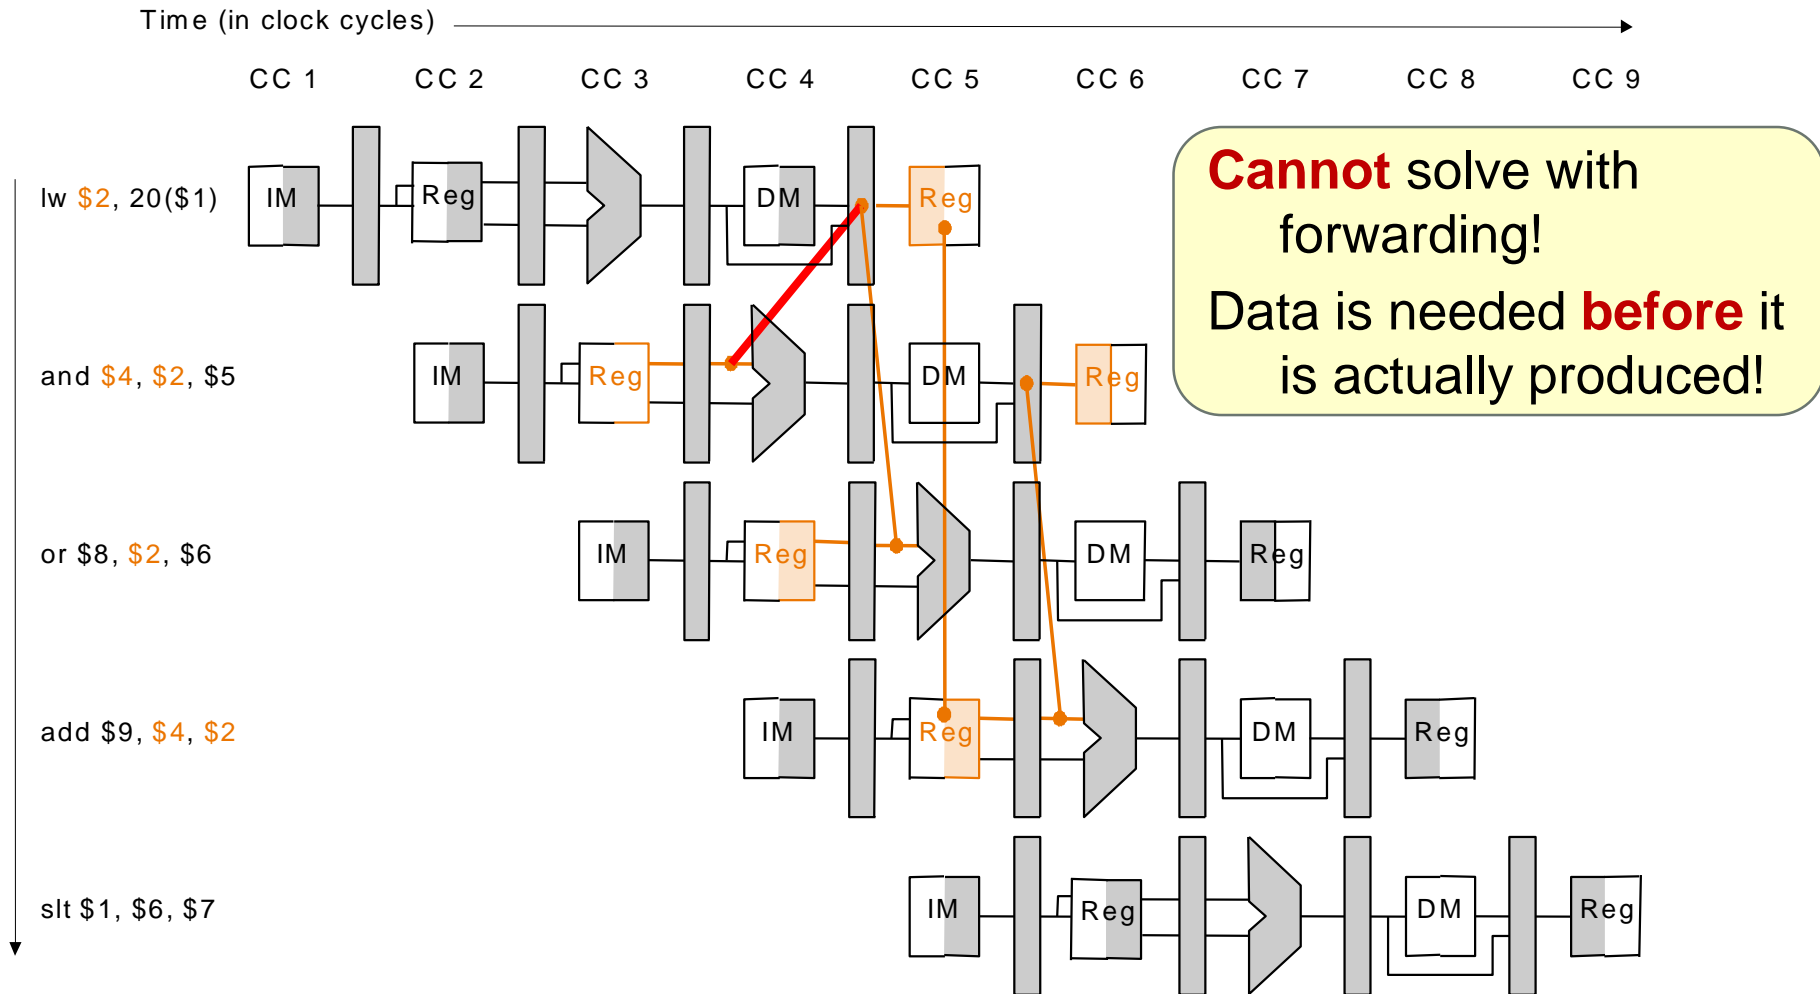 Time (in clock cycles)
CC 1 CC 2 CC 3 CC 4 CC 5 CC 6 CC 7 CC 8 CC 9
Cannot solve with
forwarding!
Data is needed before it
is actually produced!
lw $2, 20($1) IM Reg DM Reg
and $4, $2, $5 IM Reg DM Reg
or $8, $2, $6 IM Reg DM Reg
add $9, $4, $2 IM Reg DM Reg
slt $1, $6, $7 IM Reg DM Reg